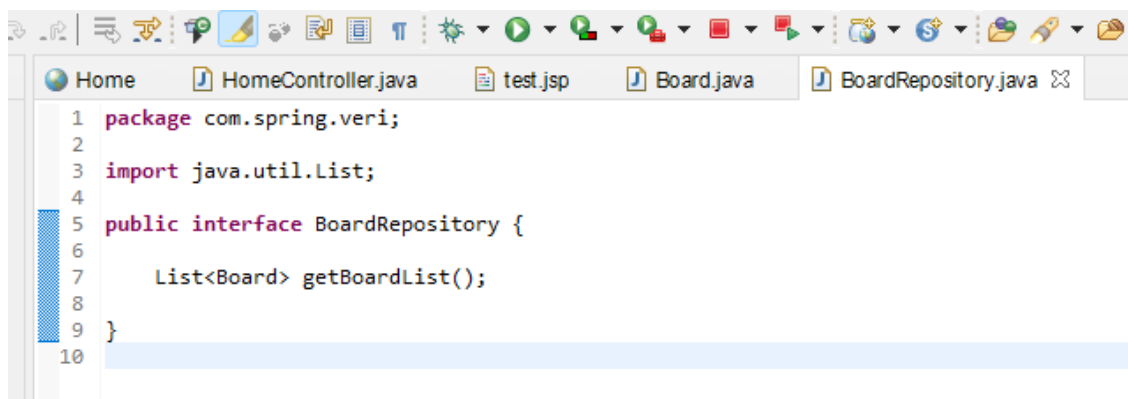 Home HomeController.java test.jsp Board.java BoardRepository.java
1 package com.spring.veri;
2
3 import java.util.List;
4
5 public interface BoardRepository {
6
7     List<Board> getBoardList();
8
9 }
10